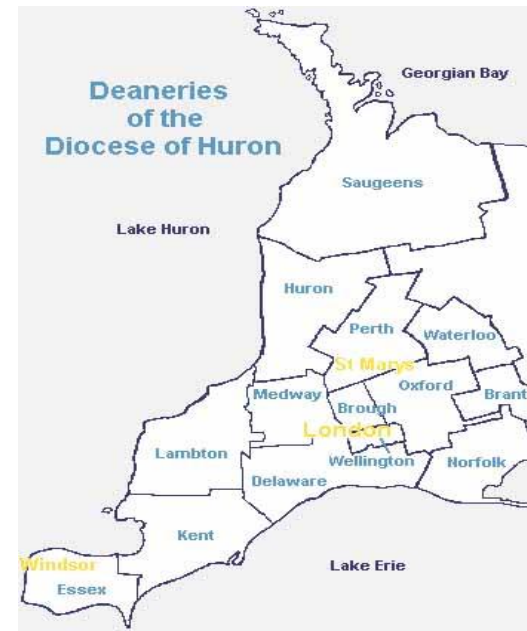 Georgian Bay
Deaneries
of the
Diocese of Huron
Saugeens
Lake Huron
Huron
Perth
Waterloo
St Marys
Medway
Oxford
Brant
Brough
London
Lambton
Wellington
Norfolk
Delaware
Kent
Windsor
Lake Erie
Essex